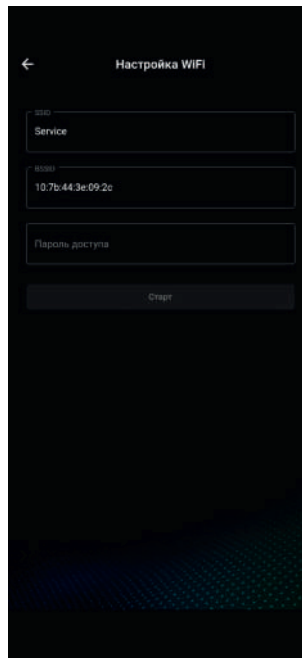 Настройка WiFi
SSID
Service
BSSID
10:7b:44:3e:09:2c
Пароль доступа
Старт